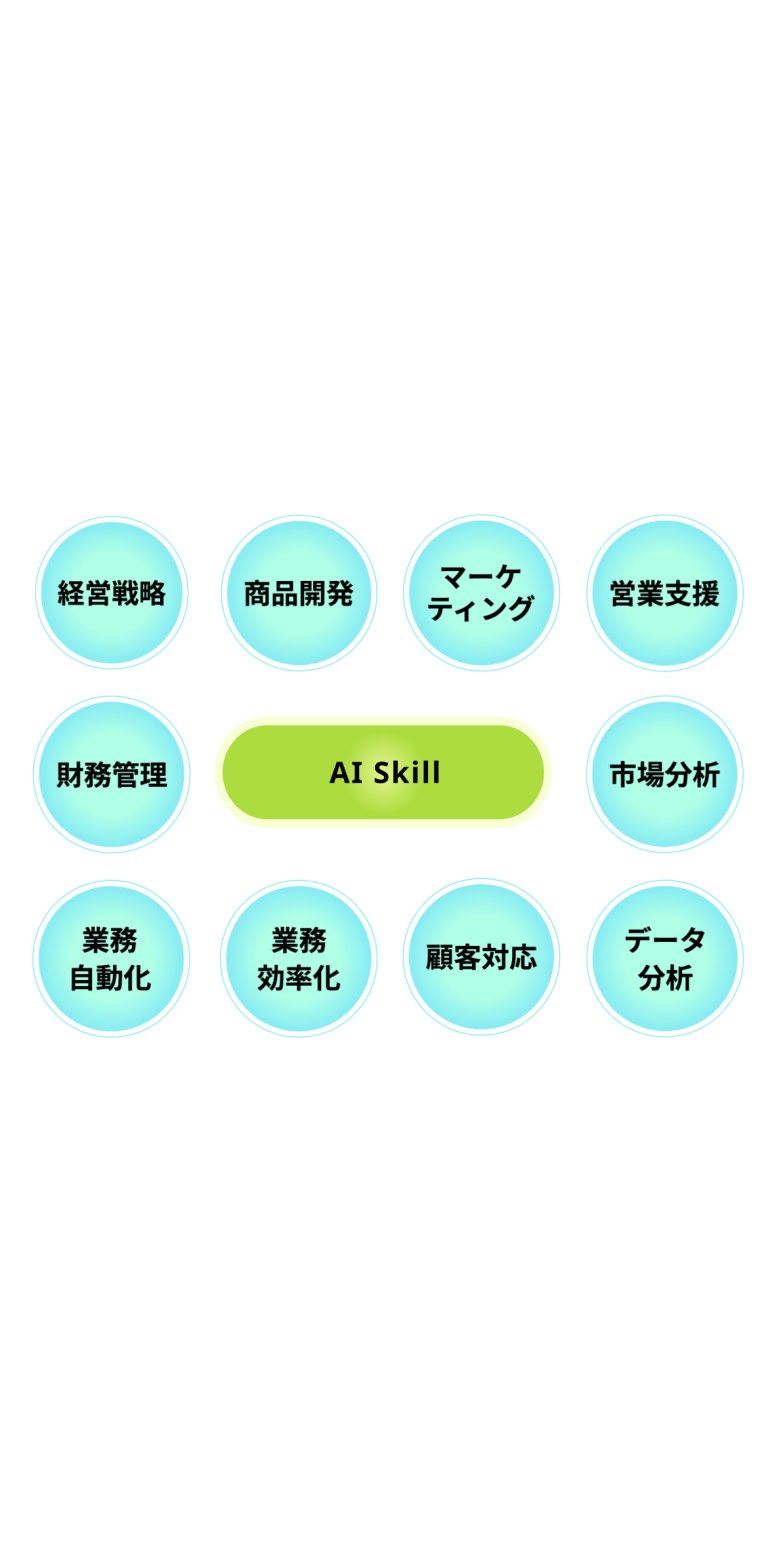 経営戦略
商品開発
マーケ
ティング
営業支援
財務管理
AI Skill
市場分析
業務
自動化
業務
効率化
顧客対応
データ
分析